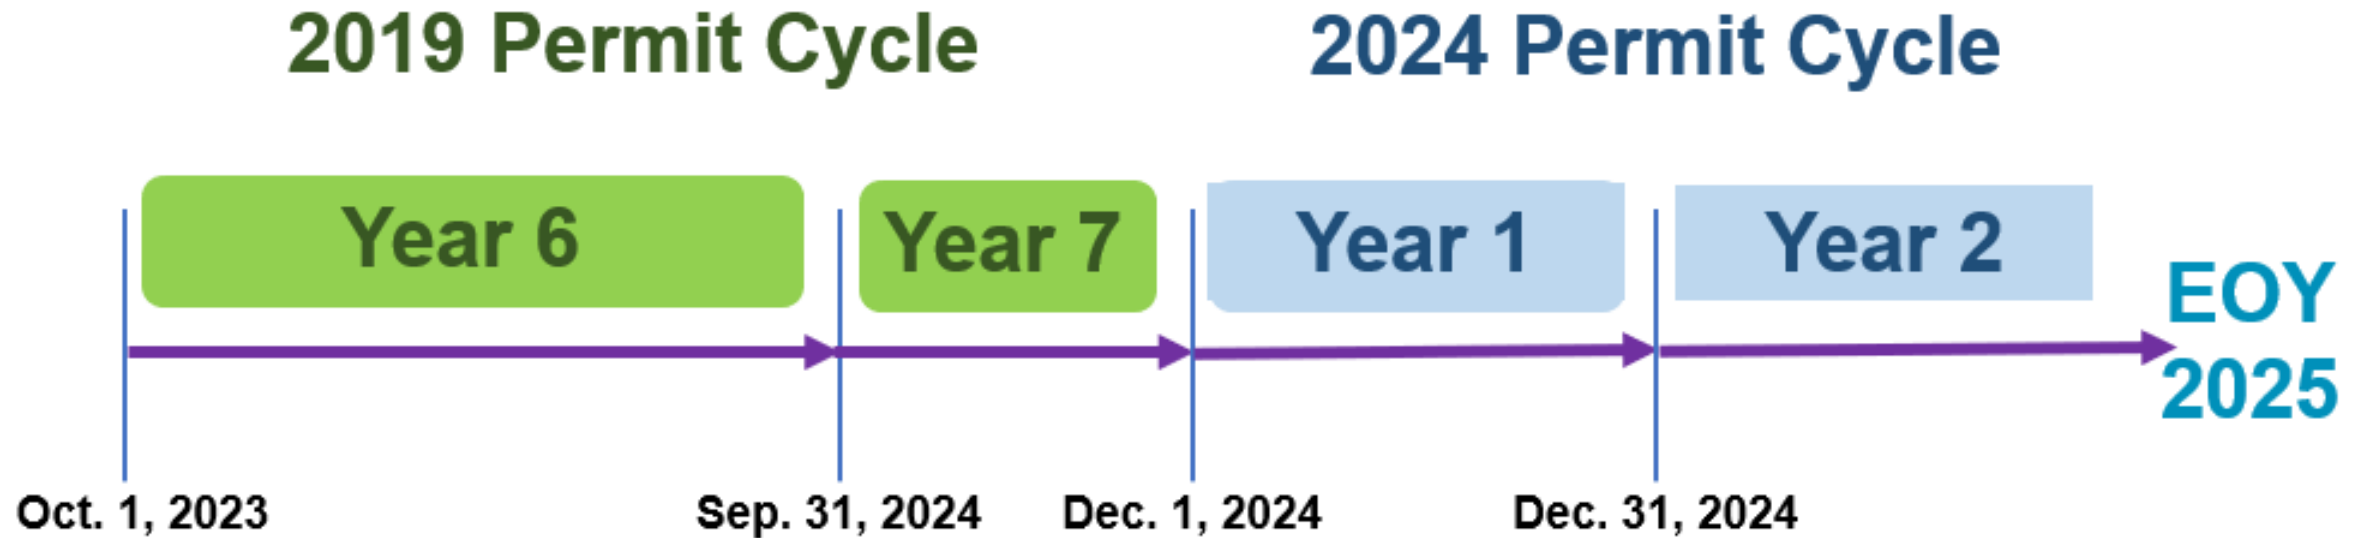 2019 Permit Cycle
2024 Permit Cycle
Year 6
Year 7
Year 1
Year 2
EOY
2025
Oct. 1, 2023
Sep. 31, 2024
Dec. 1, 2024
Dec. 31, 2024